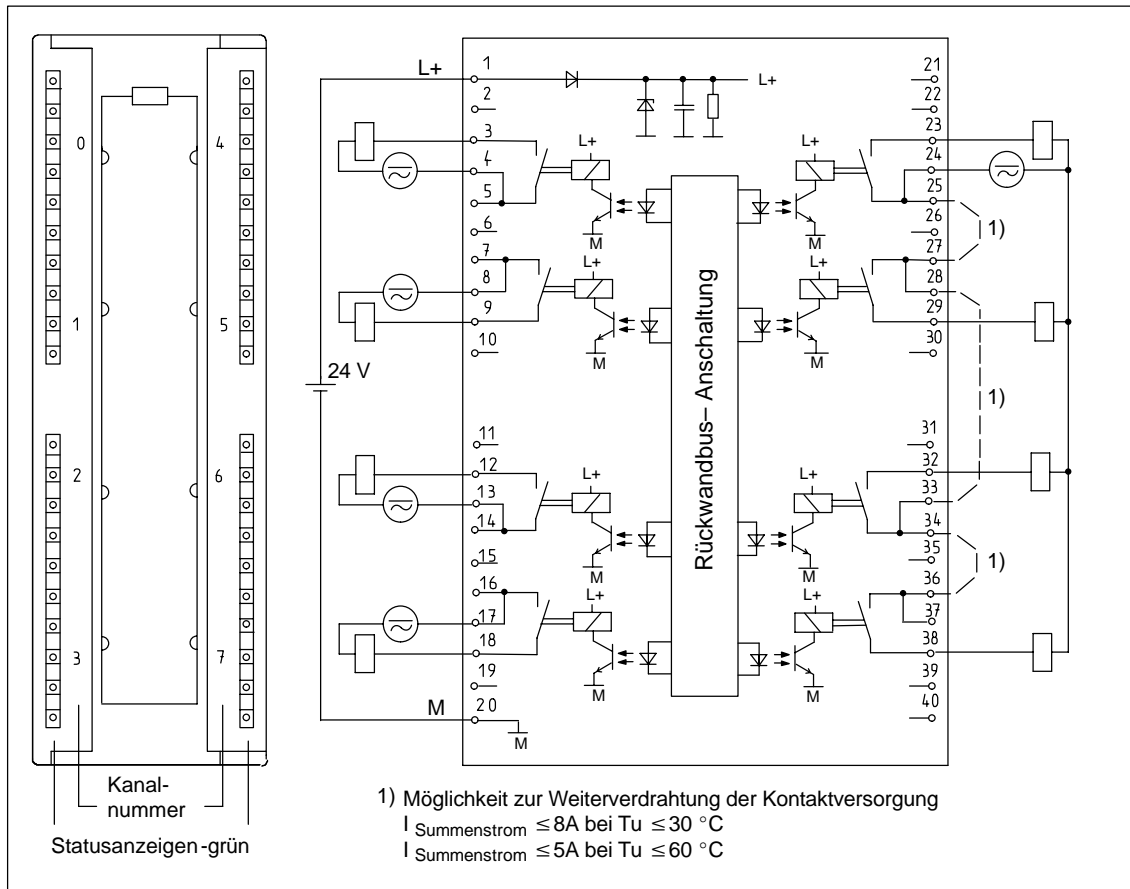 0
1
2
3
4
5
6
7
Kanal-
nummer
Statusanzeigen-grün
L+
24 V
M
1
2
3
4
5
6
7
8
9
10
11
12
13
14
15
16
17
18
19
20
M
L+
L+
M
L+
M
L+
M
L+
M
Rückwandbus– Anschaltung
L+
M
L+
M
L+
M
L+
M
21
22
23
24
25
26
27
28
29
30
31
32
33
34
35
36
37
38
39
40
1)
1)
1)
1) Möglichkeit zur Weiterverdrahtung der Kontaktversorgung
I Summenstrom ≤8A bei Tu ≤30 °C
I Summenstrom ≤5A bei Tu ≤60 °C